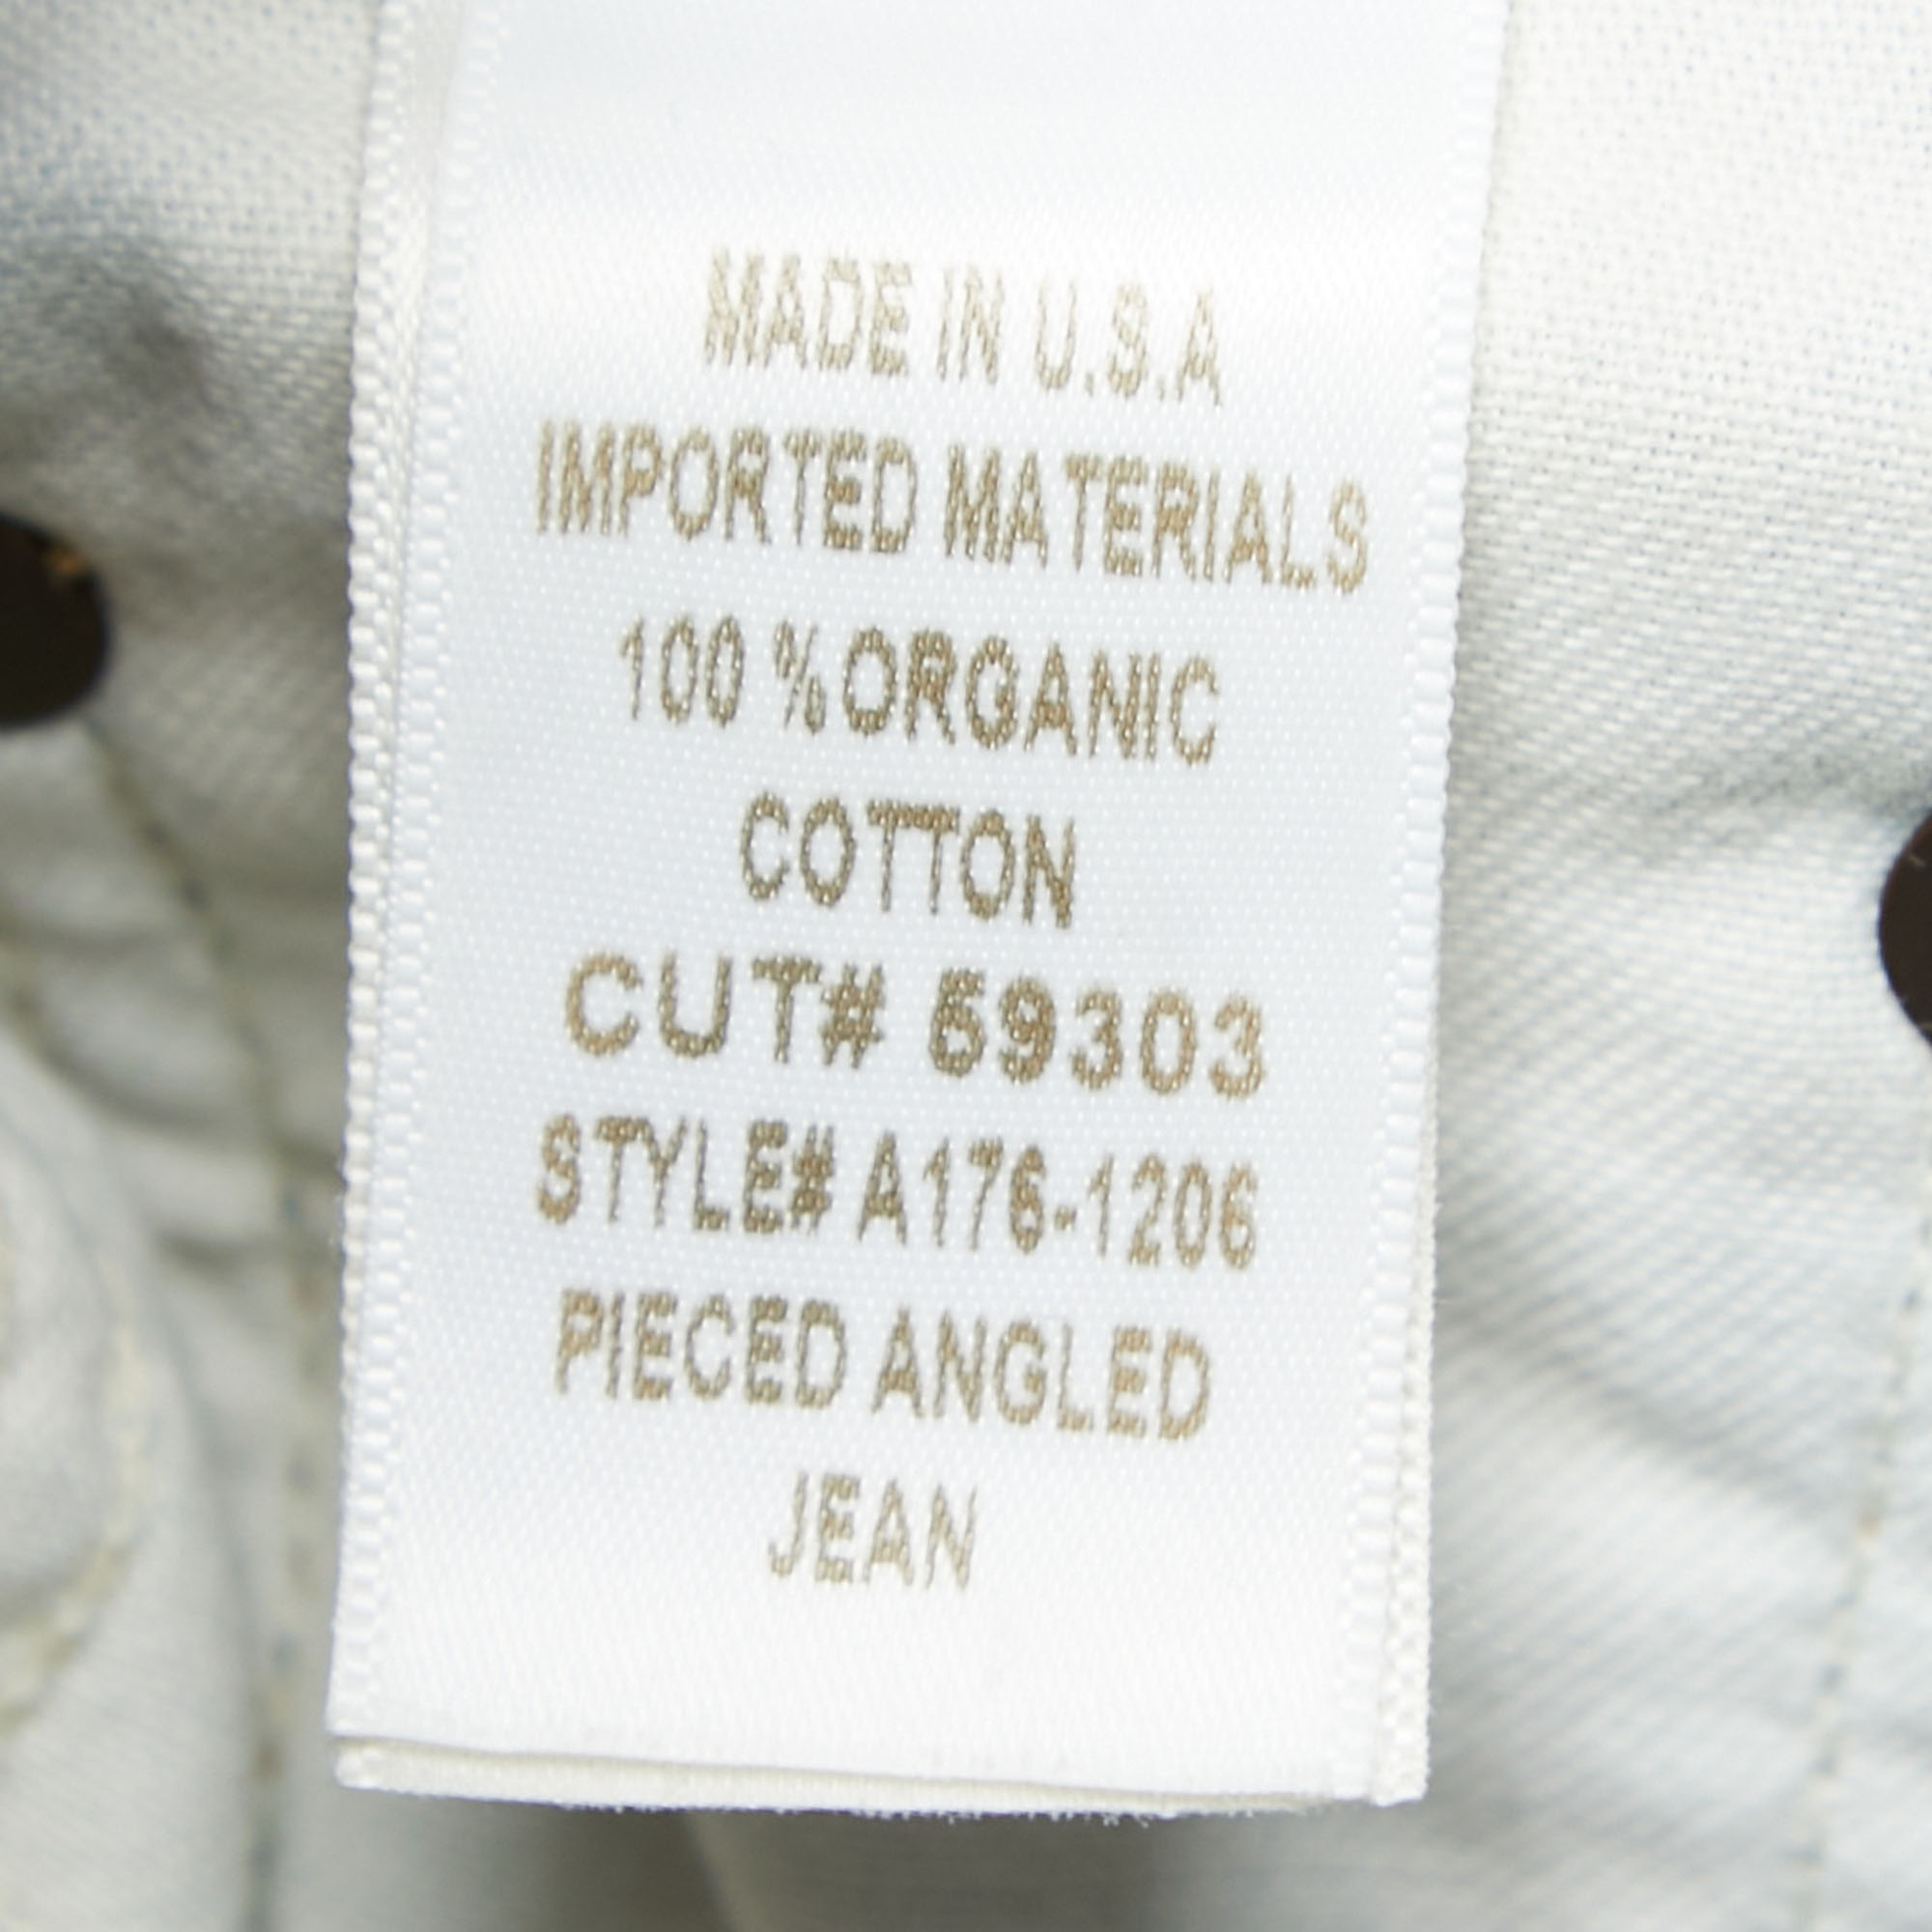 MADE IN U.S.A
IMPORTED MATERIALS
100 %ORGANIC
COTTON
CUT# 59303
STYLE# A176-1206
PIECED ANGLED
JEAN